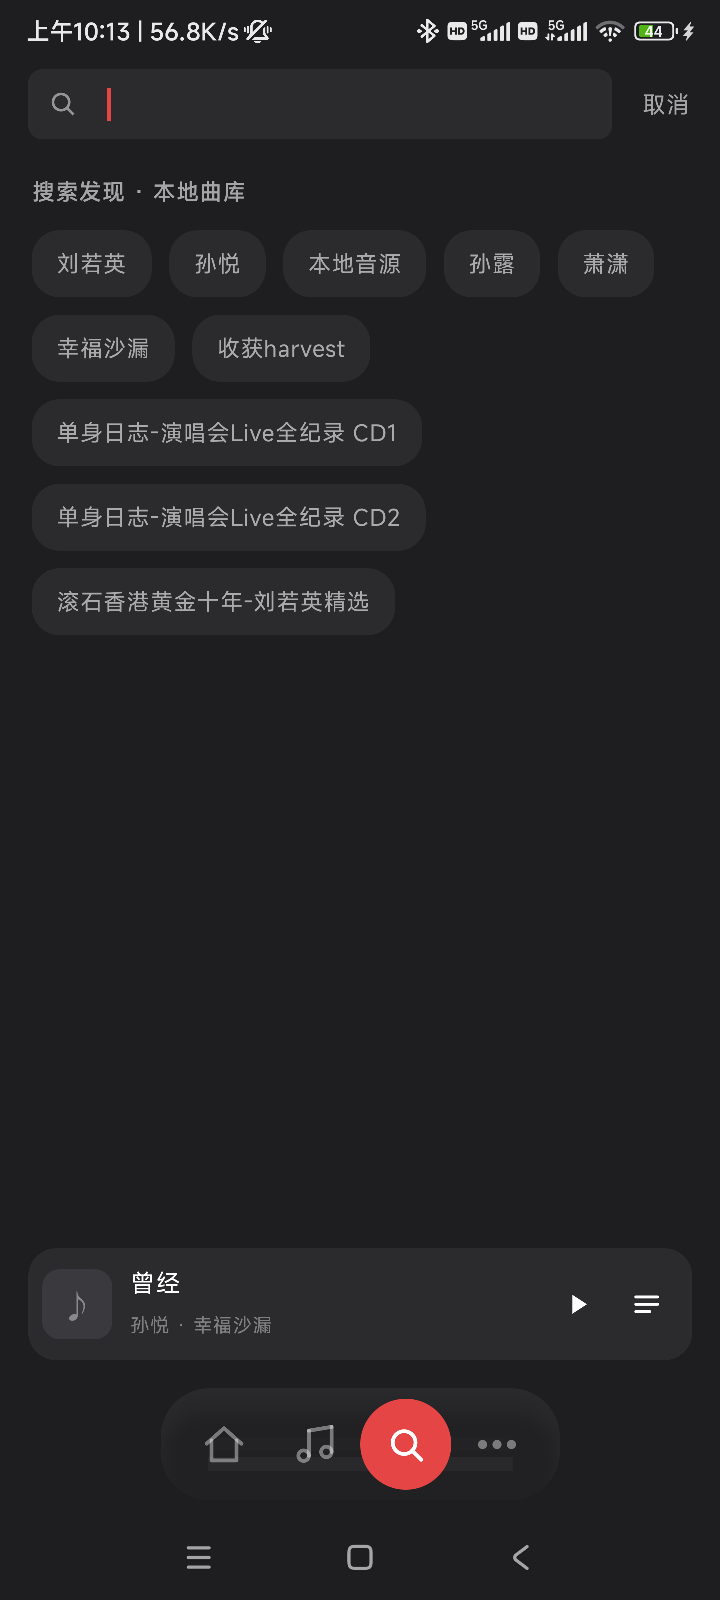 上午10:13 | 56.8K/s HD 5G HD 5G 44
取消
搜索发现 · 本地曲库
刘若英 孙悦 本地音源 孙露 萧潇
幸福沙漏 收获harvest
单身日志-演唱会Live全纪录 CD1
单身日志-演唱会Live全纪录 CD2
滚石香港黄金十年-刘若英精选
曾经
孙悦 · 幸福沙漏